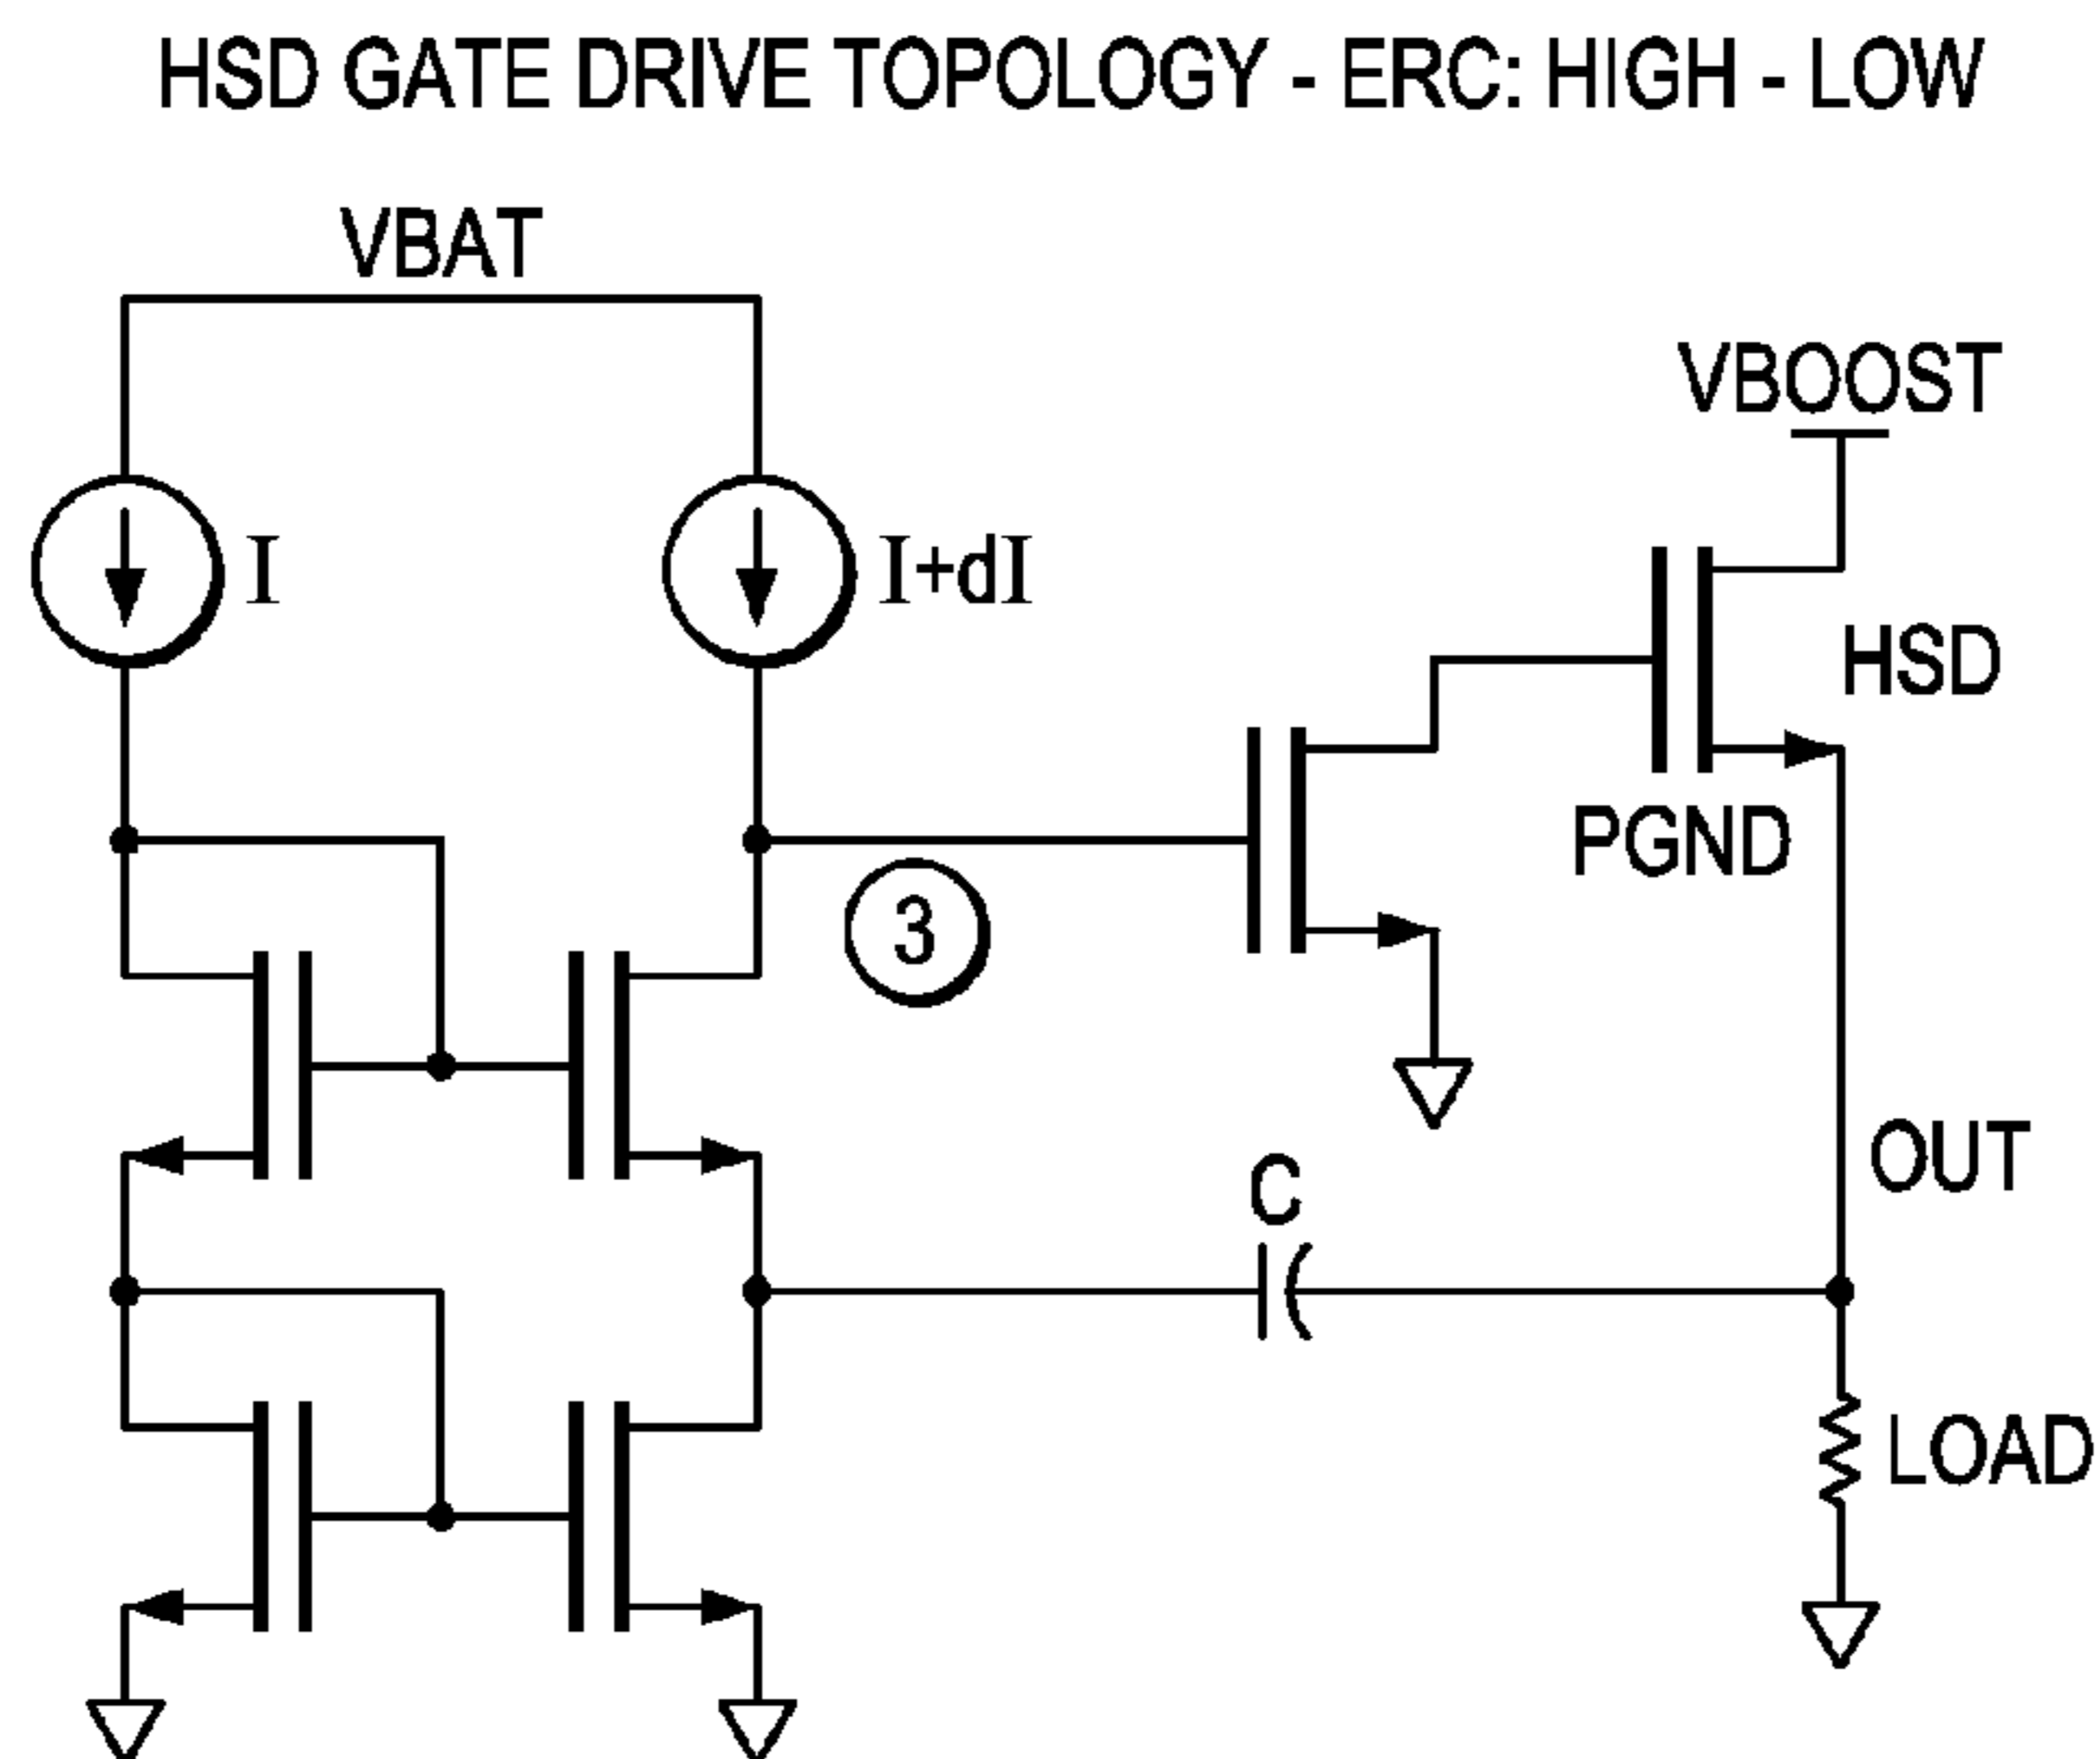 HSD GATE DRIVE TOPOLOGY - ERC: HIGH - LOW
VBAT
VBOOST
I
I+dI
HSD
PGND
3
OUT
C
LOAD